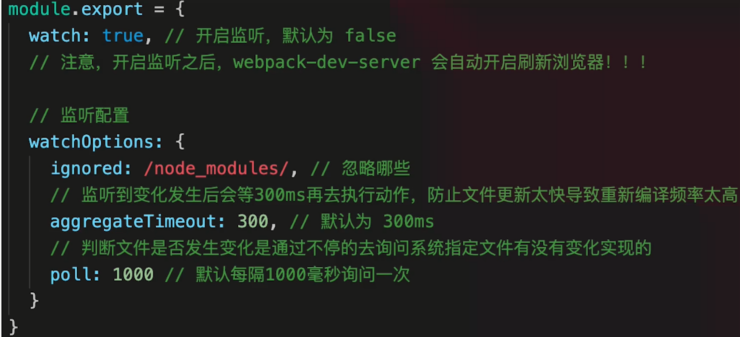 module.export = {
watch: true, // 开启监听，默认为 false
// 注意，开启监听之后，webpack-dev-server 会自动开启刷新浏览器！！！
// 监听配置
watchOptions: {
ignored: /node_modules/, // 忽略哪些
// 监听到变化发生后会等300ms再去执行动作，防止文件更新太快导致重新编译频率太高
aggregateTimeout: 300, // 默认为 300ms
// 判断文件是否发生变化是通过不停的去询问系统指定文件有没有变化实现的
poll: 1000 // 默认每隔1000毫秒询问一次
}
}